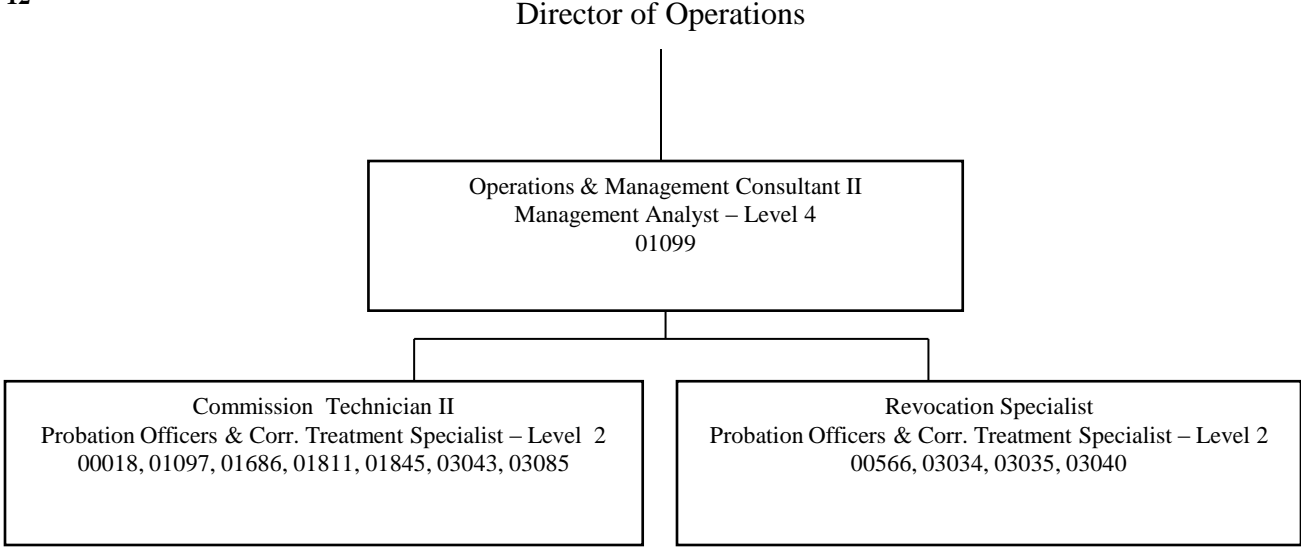 12
Director of Operations
Operations & Management Consultant II
Management Analyst – Level 4
01099
Commission Technician II
Probation Officers & Corr. Treatment Specialist – Level 2
00018, 01097, 01686, 01811, 01845, 03043, 03085
Revocation Specialist
Probation Officers & Corr. Treatment Specialist – Level 2
00566, 03034, 03035, 03040